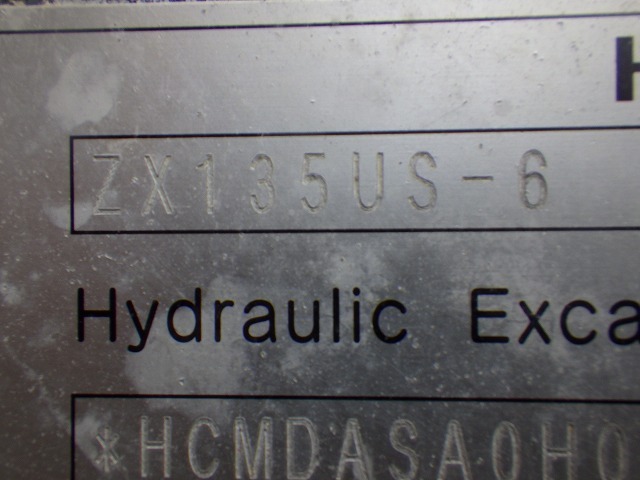 H
ZX135US-6
Hydraulic Exca
*HCMDASA0H0